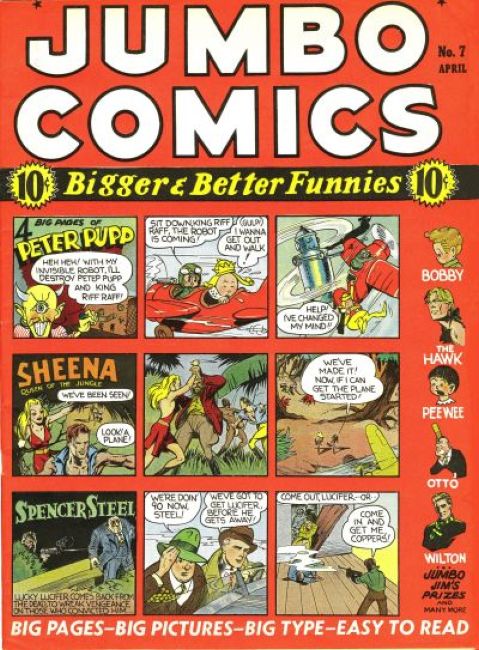 JUMBO
COMICS
No. 7
APRIL
10¢
Bigger & Better Funnies
10¢
4 BIG PAGES OF
PETER PUPP
HEH HEH! WITH MY
INVISIBLE ROBOT, I'LL
DESTROY PETEP PUPP
AND KING
RIFF RAFF!
SIT DOWN, KING RIFF
RAFF, THE ROBOT
IS COMING!
(GULP!)
I WANNA
GET OUT
AND WALK
!
HELP!
I'VE CHANGED
MY MIND!!
BOBBY
THE
HAWK
PEEWEE
OTTO
WILTON
AND
JUMBO
JIM'S
PRIZES
AND
MANY MORE
SHEENA
QUEEN OF THE JUNGLE
WE'VE BEEN SEEN!
LOOK! A
PLANE!
WE'VE
MADE IT!
NOW, IF I CAN
GET THE PLANE
STARTED!
SPENCER STEEL
LUCKY LUCIFER COMES BACK FROM
THE DEAD, TO WREAK VENGEANCE
ON THOSE WHO CONVICTED HIM
WE'RE DOIN'
90 NOW,
STEEL!
WE'VE GOT TO
GET LUCIFER
BEFORE HE
GETS AWAY!
COME OUT, LUCIFER--OR
COME
IN AND
GET ME
COPPERS!
BIG PAGES—BIG PICTURES—BIG TYPE—EASY TO READ